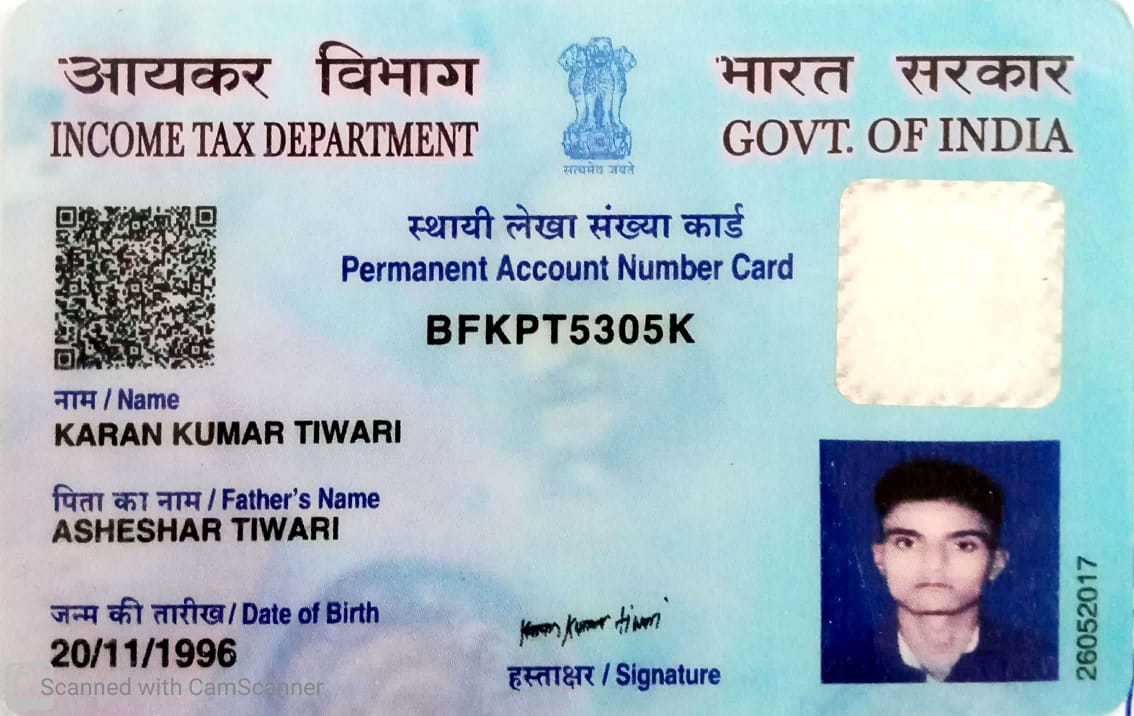 आयकर विभाग
INCOME TAX DEPARTMENT
सत्यमेव जयते
भारत सरकार
GOVT. OF INDIA
स्थायी लेखा संख्या कार्ड
Permanent Account Number Card
BFKPT5305K
नाम / Name
KARAN KUMAR TIWARI
पिता का नाम / Father's Name
ASHESHAR TIWARI
जन्म की तारीख / Date of Birth
20/11/1996
Karan Kumar tiwari
हस्ताक्षर / Signature
26052017
Scanned with CamScanner